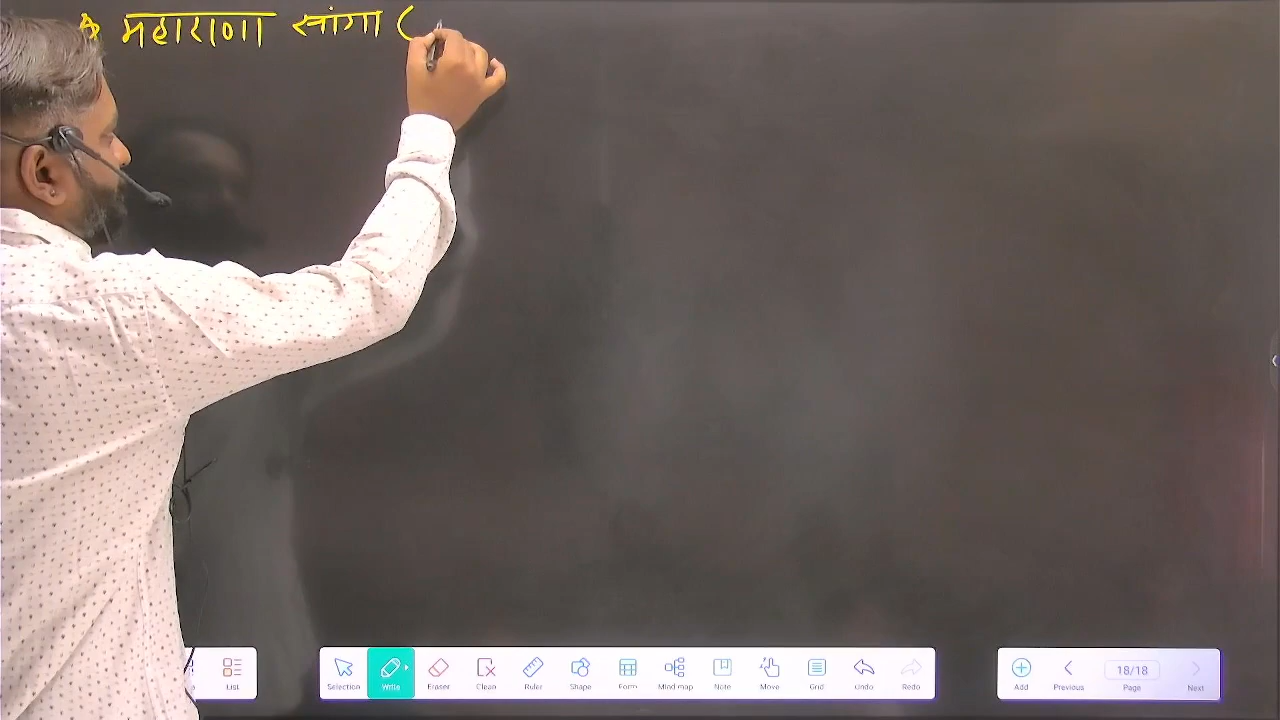 * महाराणा सांगा (
List
Selection Write Eraser Clean Ruler Shape Form Mind map Note Move Grid Undo Redo
Add Previous 18/18 Page Next